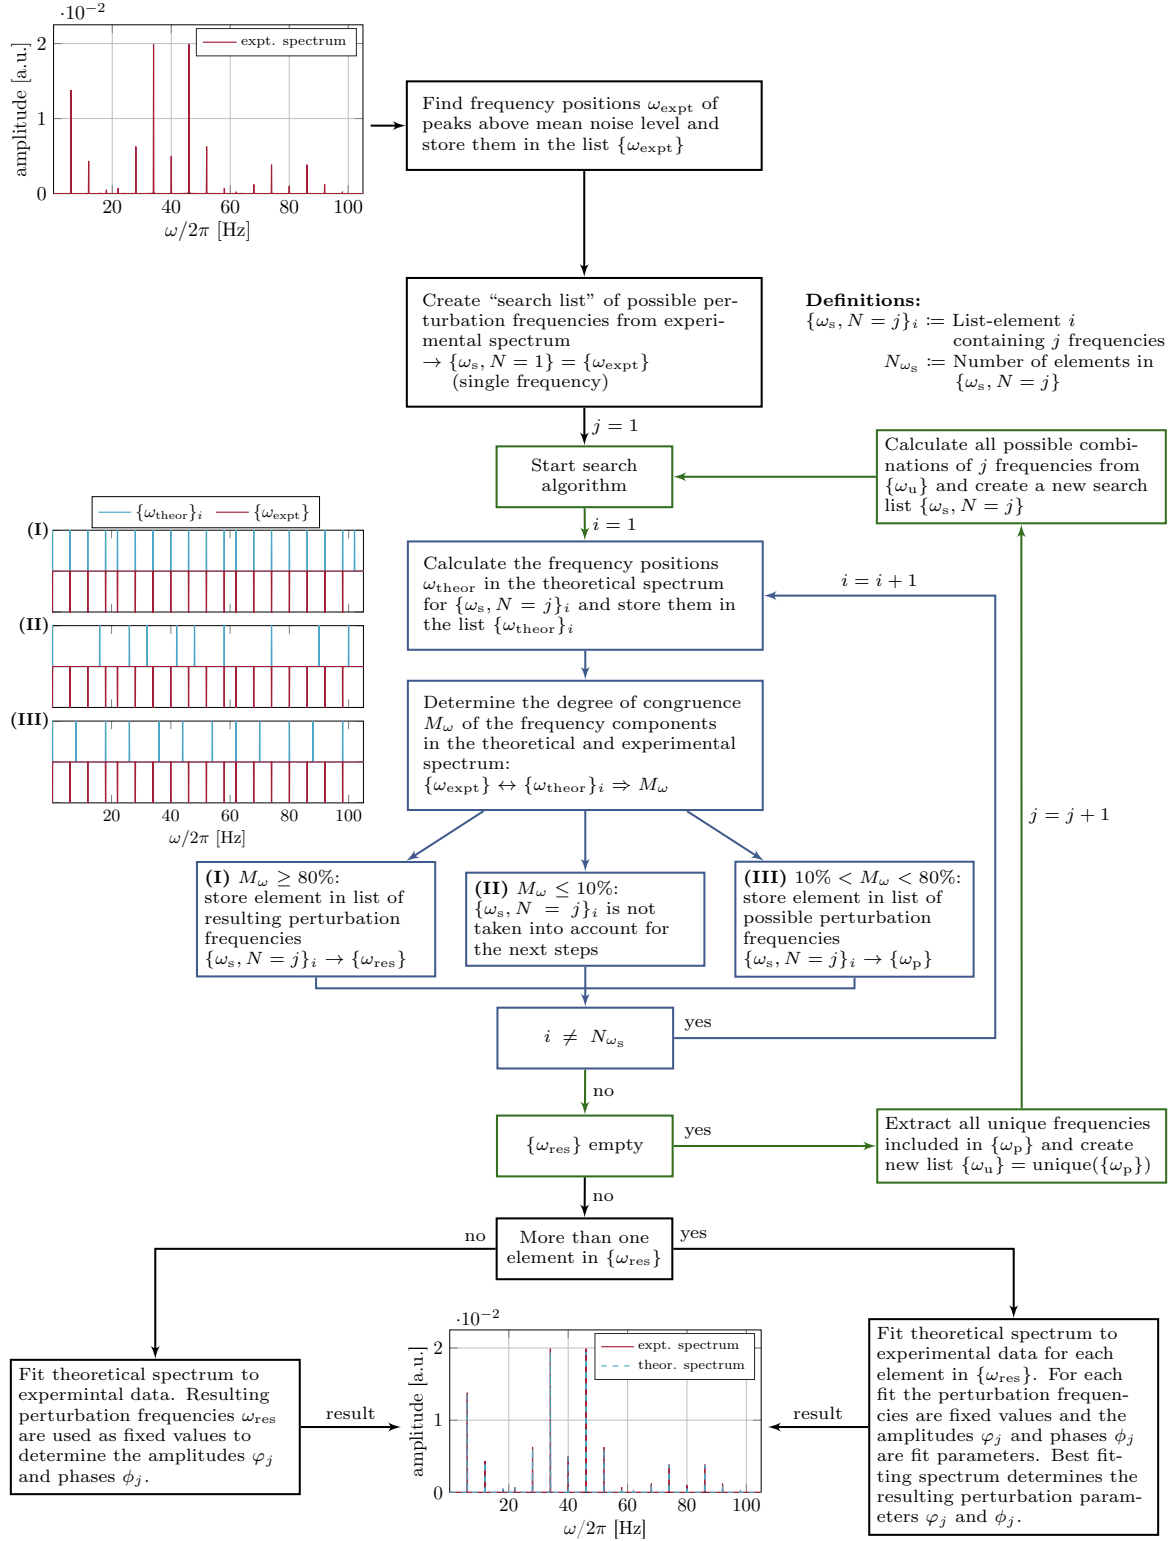 ·10⁻²
expt. spectrum
amplitude [a.u.]
2
1
0
20 40 60 80 100
ω/2π [Hz]
Find frequency positions ω_expt of
peaks above mean noise level and
store them in the list {ω_expt}
Create “search list” of possible per-
turbation frequencies from experi-
mental spectrum
→ {ω_s, N = 1} = {ω_expt}
(single frequency)
Definitions:
{ω_s, N = j}_i ≔ List-element i
containing j frequencies
N_ω_s ≔ Number of elements in
{ω_s, N = j}
j = 1
Start search
algorithm
Calculate all possible combi-
nations of j frequencies from
{ω_u} and create a new search
list {ω_s, N = j}
i = 1
{ω_theor}_i {ω_expt}
(I)
(II)
(III)
20 40 60 80 100
ω/2π [Hz]
Calculate the frequency positions
ω_theor in the theoretical spectrum
for {ω_s, N = j}_i and store them in
the list {ω_theor}_i
i = i + 1
Determine the degree of congruence
M_ω of the frequency components
in the theoretical and experimental
spectrum:
{ω_expt} ↔ {ω_theor}_i ⇒ M_ω
j = j + 1
(I) M_ω ≥ 80%:
store element in list of
resulting perturbation
frequencies
{ω_s, N = j}_i → {ω_res}
(II) M_ω ≤ 10%:
{ω_s, N = j}_i is not
taken into account for
the next steps
(III) 10% < M_ω < 80%:
store element in list of
possible perturbation
frequencies
{ω_s, N = j}_i → {ω_p}
i ≠ N_ω_s
yes
no
{ω_res} empty
yes
Extract all unique frequencies
included in {ω_p} and create
new list {ω_u} = unique({ω_p})
no
More than one
element in {ω_res}
no
yes
Fit theoretical spectrum to
expermintal data. Resulting
perturbation frequencies ω_res
are used as fixed values to
determine the amplitudes φ_j
and phases ϕ_j.
result
·10⁻²
expt. spectrum
theor. spectrum
amplitude [a.u.]
2
1
0
20 40 60 80 100
ω/2π [Hz]
result
Fit theoretical spectrum to
experimental data for each
element in {ω_res}. For each
fit the perturbation frequen-
cies are fixed values and the
amplitudes φ_j and phases ϕ_j
are fit parameters. Best fit-
ting spectrum determines the
resulting perturbation param-
eters φ_j and ϕ_j.